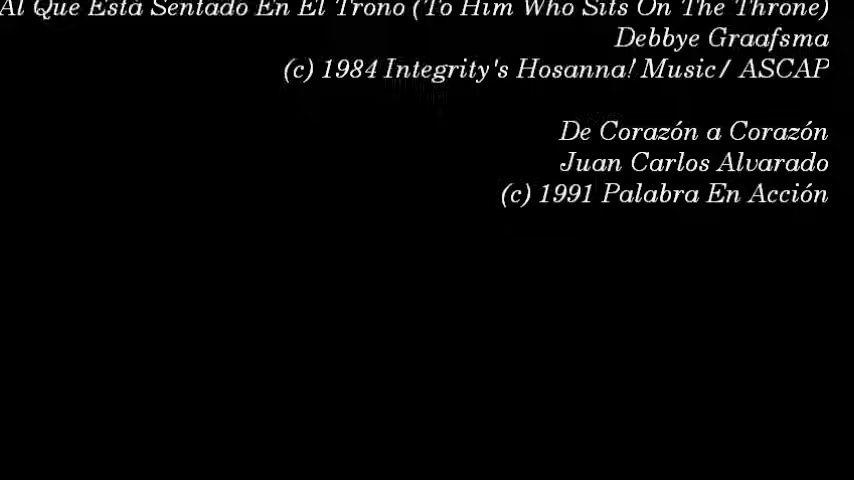 Al Que Está Sentado En El Trono (To Him Who Sits On The Throne)
Debbye Graafsma
(c) 1984 Integrity's Hosanna! Music/ ASCAP
De Corazón a Corazón
Juan Carlos Alvarado
(c) 1991 Palabra En Acción